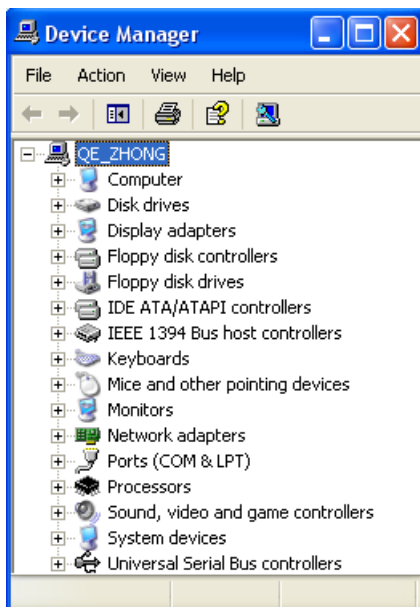 Device Manager
File Action View Help
QE_ZHONG
Computer
Disk drives
Display adapters
Floppy disk controllers
Floppy disk drives
IDE ATA/ATAPI controllers
IEEE 1394 Bus host controllers
Keyboards
Mice and other pointing devices
Monitors
Network adapters
Ports (COM & LPT)
Processors
Sound, video and game controllers
System devices
Universal Serial Bus controllers